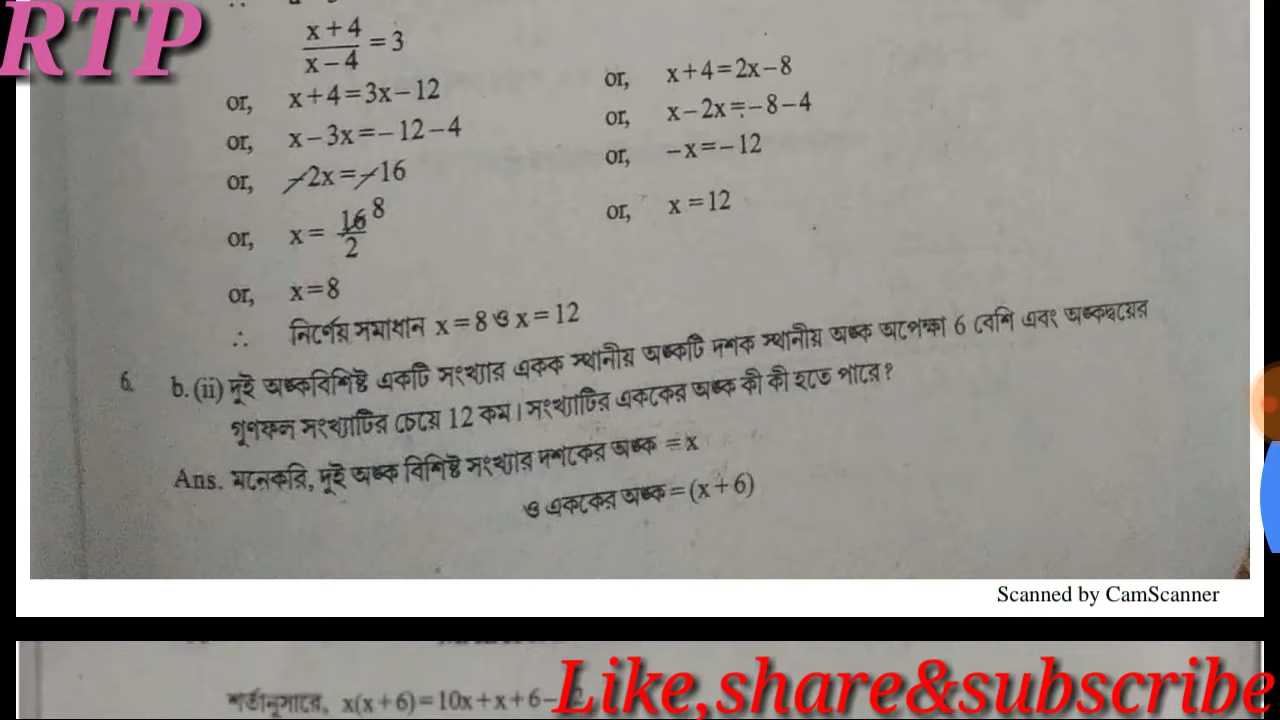 RTP
x+4/x−4 = 3
or, x+4=3x−12
or, x−3x=−12−4
or, −2x=−16
or, x= 16/2 8
or, x=8
or, x+4=2x−8
or, x−2x=−8−4
or, −x=−12
or, x=12
∴ নির্ণেয় সমাধান x=8 ও x=12
6. b.(ii) দুই অঙ্কবিশিষ্ট একটি সংখ্যার একক স্থানীয় অঙ্কটি দশক স্থানীয় অঙ্ক অপেক্ষা 6 বেশি এবং অঙ্কদ্বয়ের
গুণফল সংখ্যাটির চেয়ে 12 কম। সংখ্যাটির এককের অঙ্ক কী কী হতে পারে?
Ans. মনেকরি, দুই অঙ্ক বিশিষ্ট সংখ্যার দশকের অঙ্ক =x
ও এককের অঙ্ক=(x+6)
Scanned by CamScanner
শর্তানুসারে, x(x+6)=10x+x+6−
Like,share&subscribe